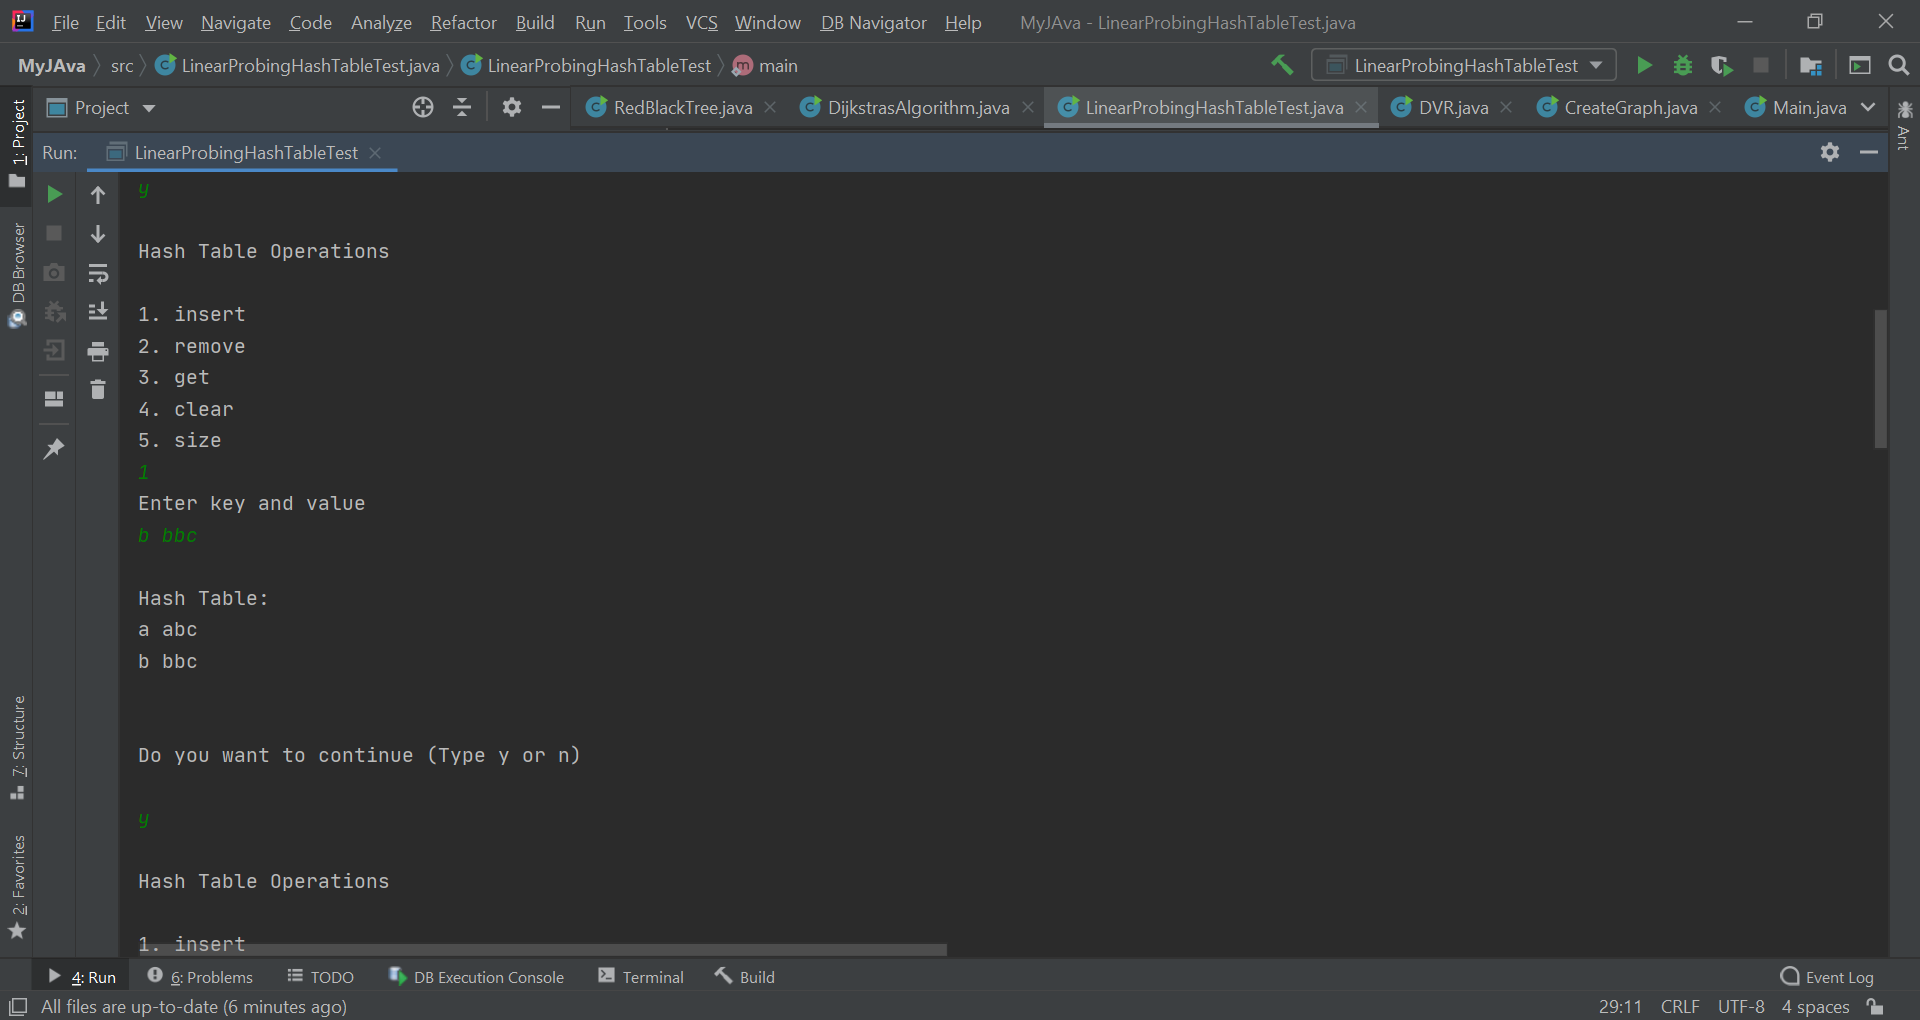 File Edit View Navigate Code Analyze Refactor Build Run Tools VCS Window DB Navigator Help MyJAva - LinearProbingHashTableTest.java
MyJAva src LinearProbingHashTableTest.java LinearProbingHashTableTest main LinearProbingHashTableTest
Project RedBlackTree.java DijkstrasAlgorithm.java LinearProbingHashTableTest.java DVR.java CreateGraph.java Main.java
Run: LinearProbingHashTableTest
1: Project
DB Browser
7: Structure
2: Favorites
Ant
y
Hash Table Operations
1. insert
2. remove
3. get
4. clear
5. size
1
Enter key and value
b bbc
Hash Table:
a abc
b bbc
Do you want to continue (Type y or n)
y
Hash Table Operations
1. insert
4: Run 6: Problems TODO DB Execution Console Terminal Build Event Log
All files are up-to-date (6 minutes ago) 29:11 CRLF UTF-8 4 spaces